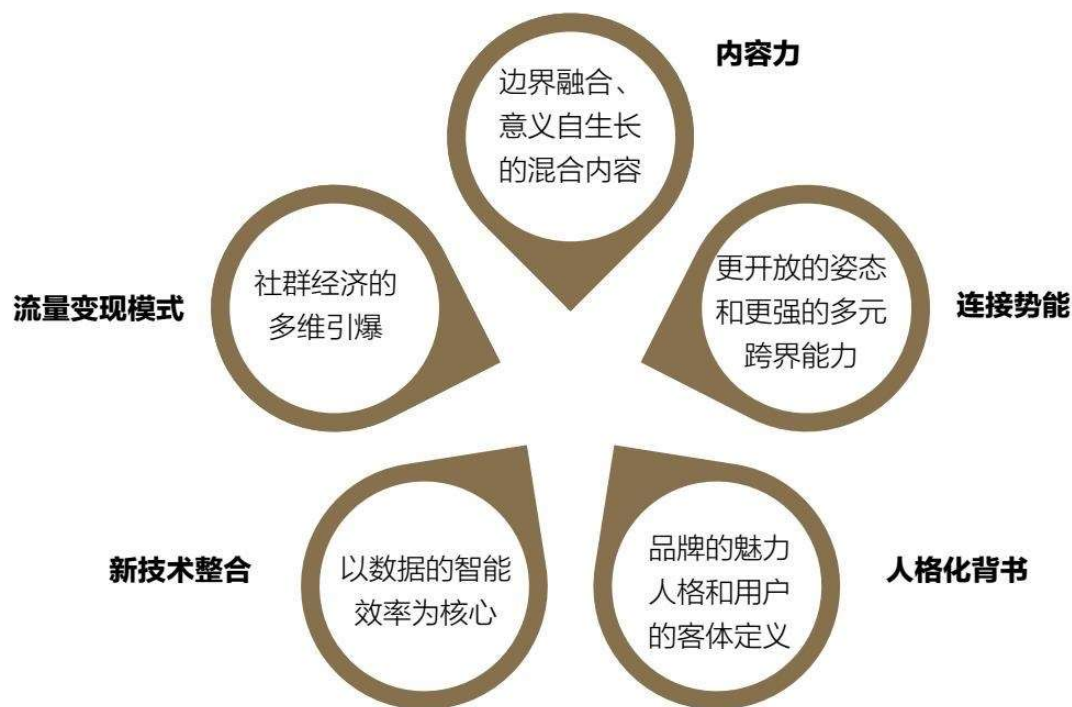 内容力
边界融合、
意义自生长
的混合内容
连接势能
更开放的姿态
和更强的多元
跨界能力
人格化背书
品牌的魅力
人格和用户
的客体定义
新技术整合
以数据的智能
效率为核心
流量变现模式
社群经济的
多维引爆